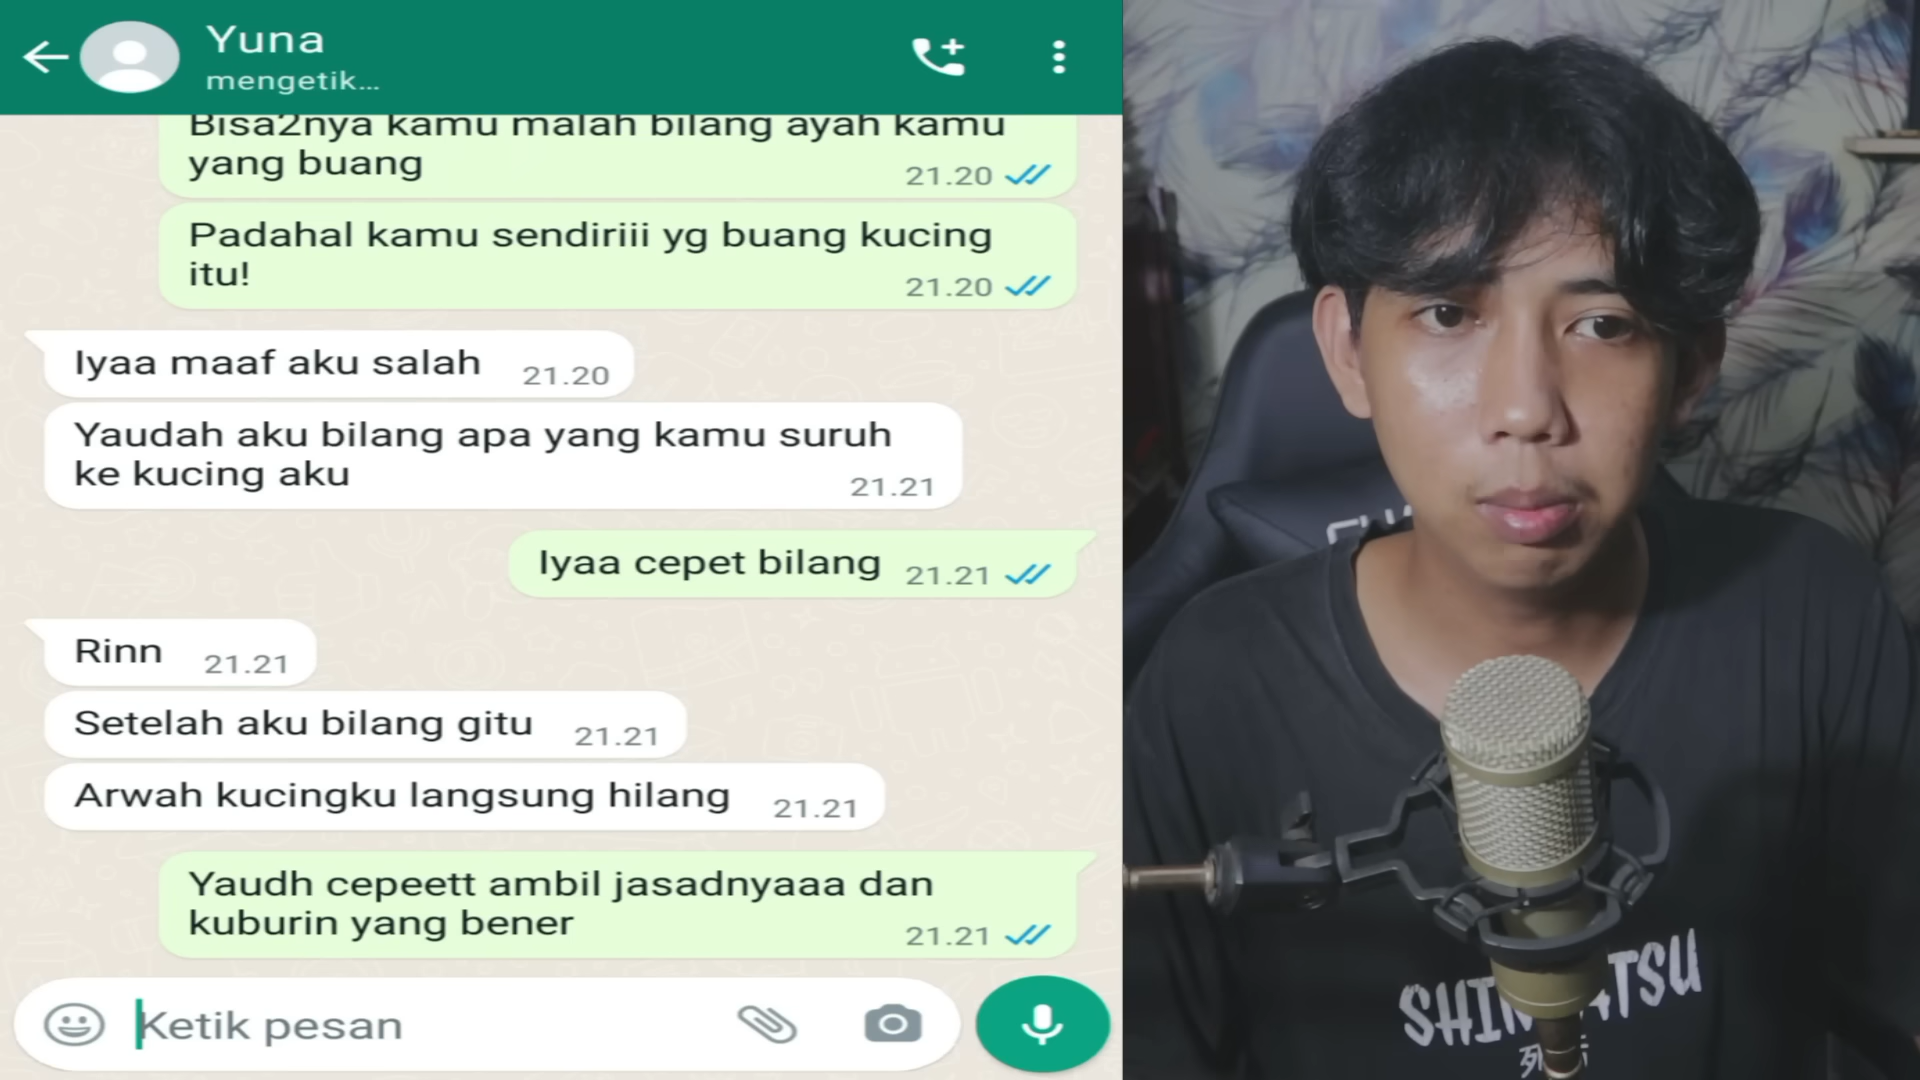 Yuna
mengetik...
Bisa2nya kamu malah bilang ayah kamu
yang buang
21.20
Padahal kamu sendiriii yg buang kucing
itu!
21.20
Iyaa maaf aku salah 21.20
Yaudah aku bilang apa yang kamu suruh
ke kucing aku
21.21
Iyaa cepet bilang 21.21
Rinn 21.21
Setelah aku bilang gitu 21.21
Arwah kucingku langsung hilang 21.21
Yaudh cepeett ambil jasadnyaaa dan
kuburin yang bener
21.21
Ketik pesan